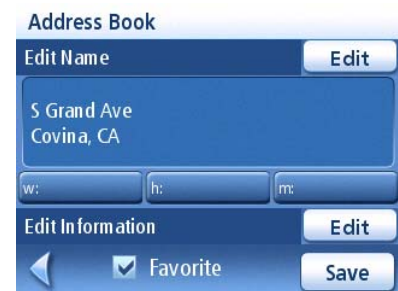 Address Book
Edit Name Edit
S Grand Ave
Covina, CA
w: h: m:
Edit Information Edit
Favorite Save